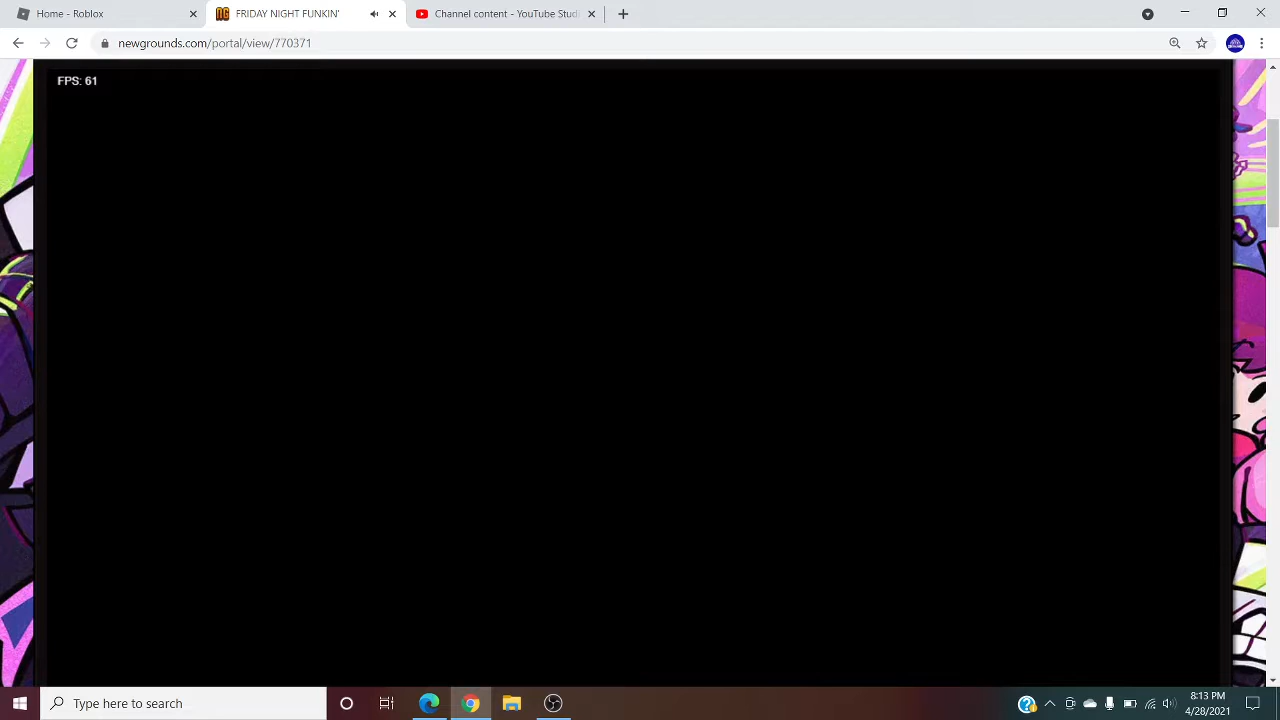 Home - Roblox
FRIDAY NIGHT FUNKIN'
Channel content - YouTube Studi
newgrounds.com/portal/view/770371
FPS: 61
Type here to search
8:13 PM
4/28/2021